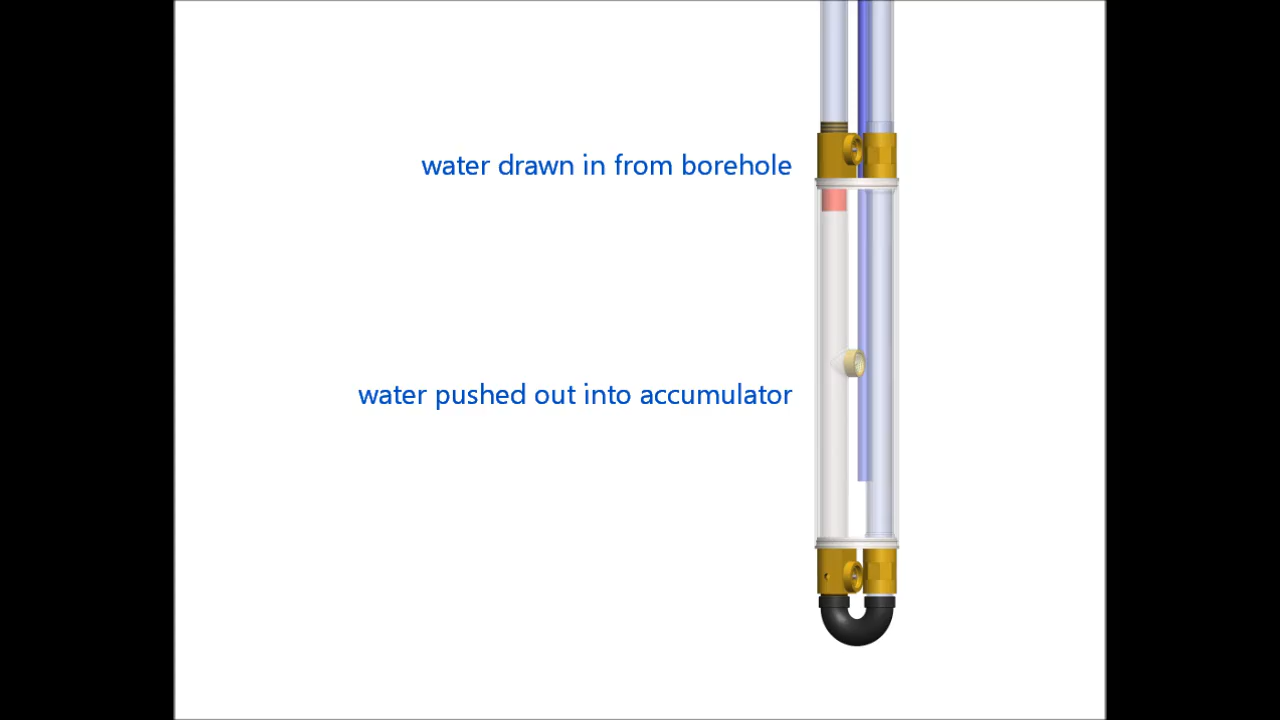 water drawn in from borehole
water pushed out into accumulator